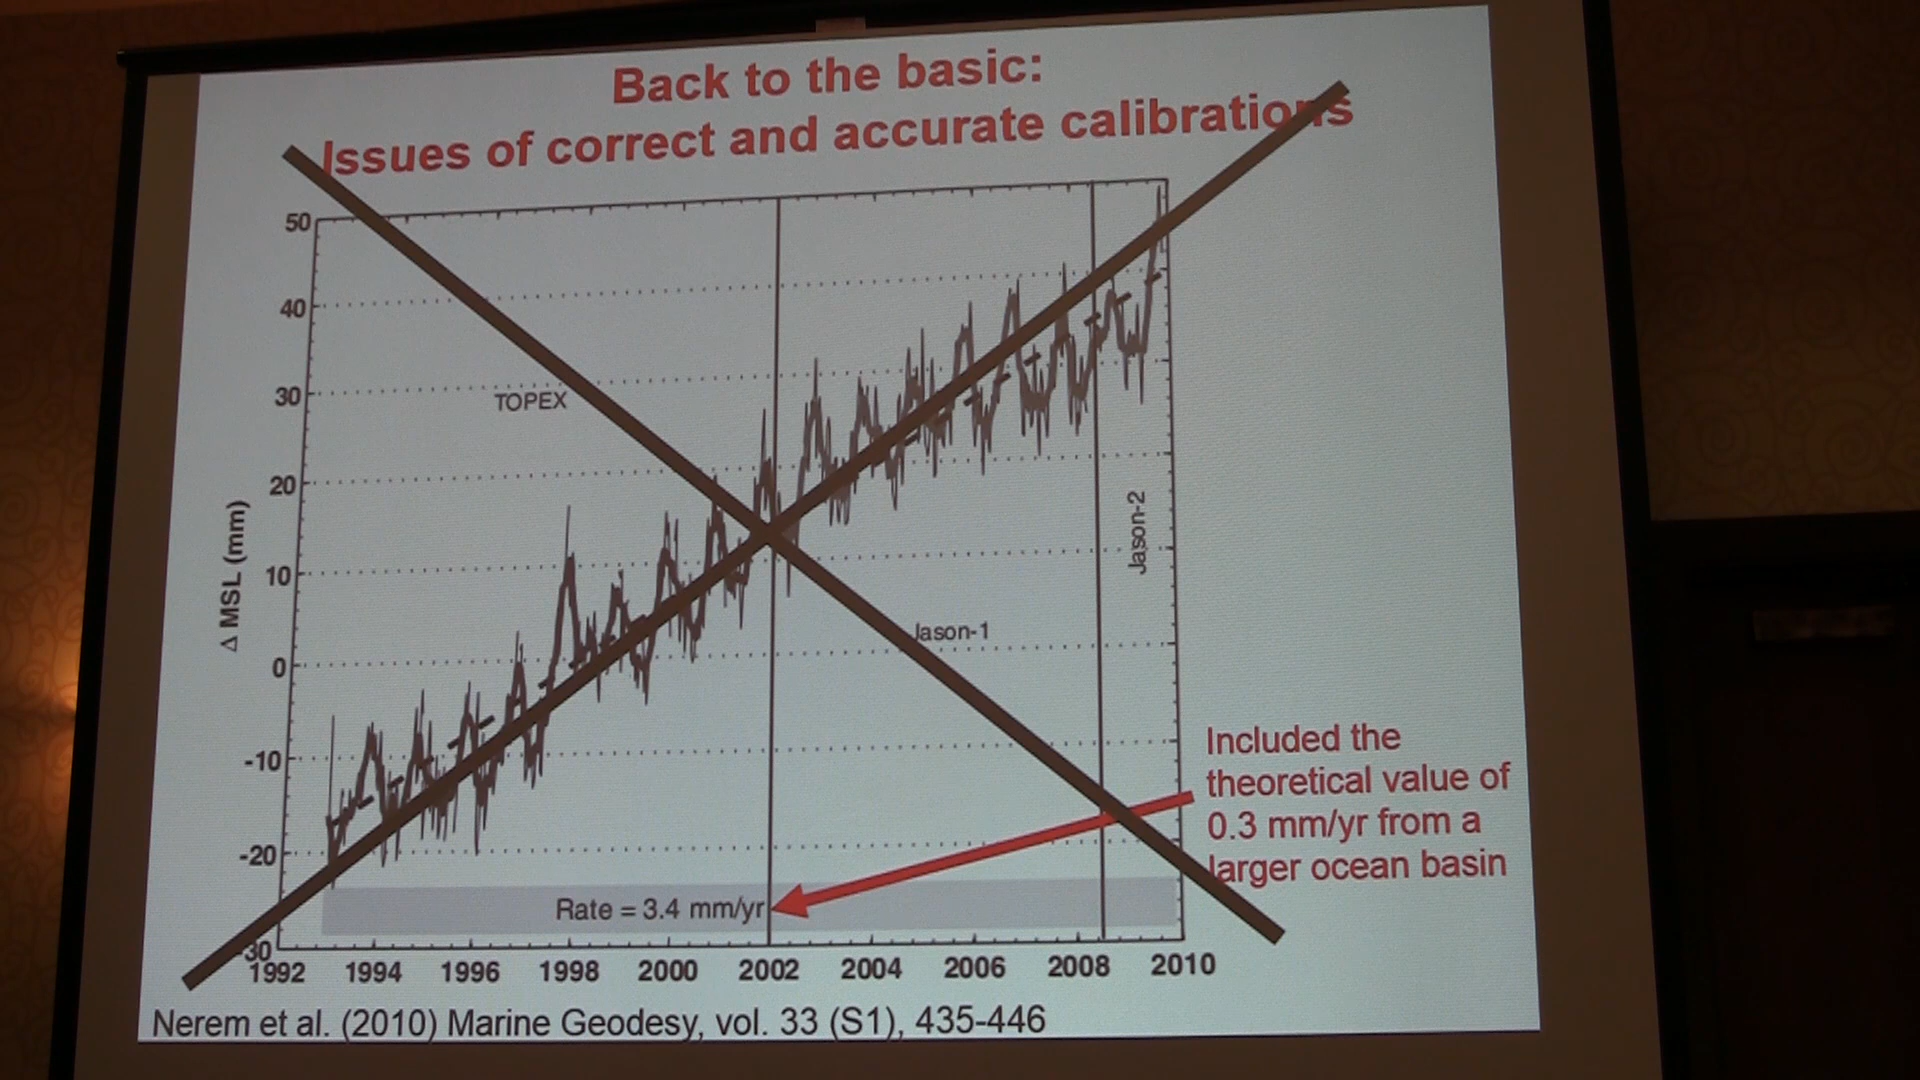 Back to the basic:
Issues of correct and accurate calibrations
50
40
30
20
10
0
-10
-20
-30
Δ MSL (mm)
TOPEX
Jason-1
Jason-2
Rate = 3.4 mm/yr
1992 1994 1996 1998 2000 2002 2004 2006 2008 2010
Included the
theoretical value of
0.3 mm/yr from a
larger ocean basin
Nerem et al. (2010) Marine Geodesy, vol. 33 (S1), 435-446